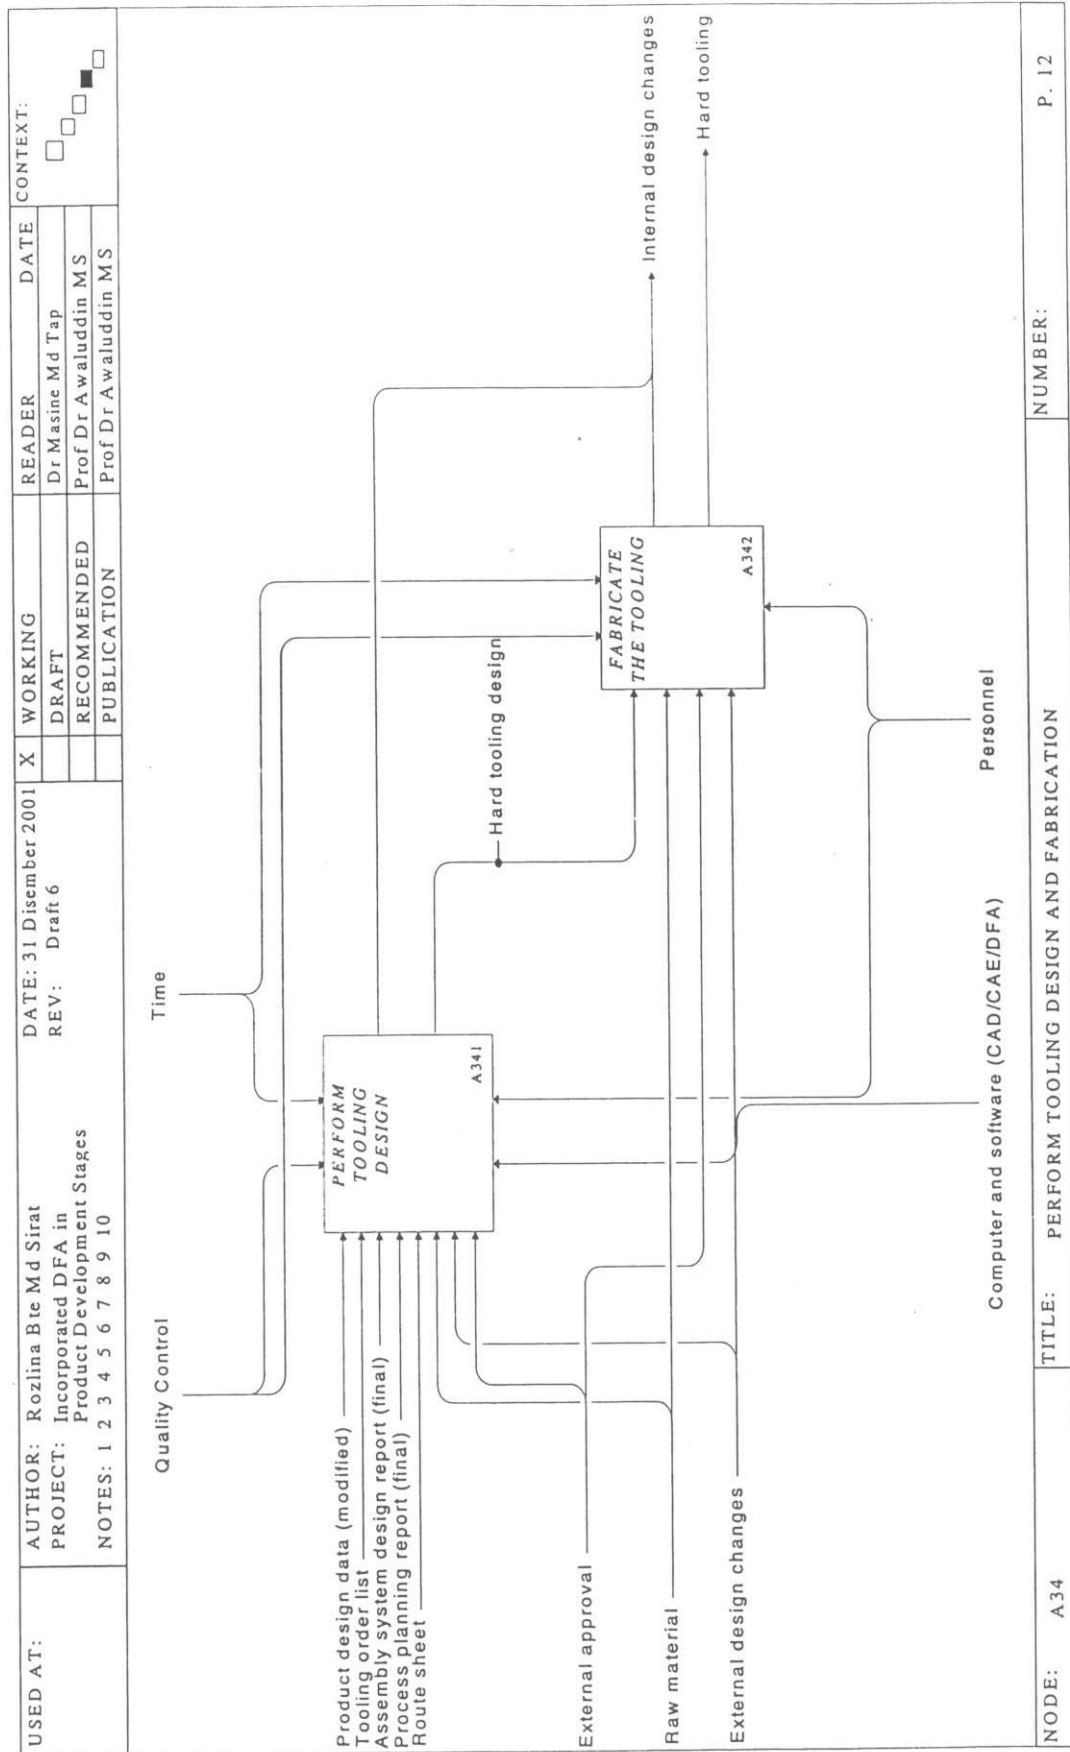 USED AT:
AUTHOR: Rozlina Bte Md Sirat
DATE: 31 Disember 2001
PROJECT: Incorporated DFA in
REV: Draft 6
Product Development Stages
NOTES: 1 2 3 4 5 6 7 8 9 10
X WORKING
DRAFT
RECOMMENDED
PUBLICATION
READER DATE
Dr Masine Md Tap
Prof Dr Awaluddin MS
Prof Dr Awaluddin MS
CONTEXT:
Quality Control
Time
Product design data (modified)
Tooling order list
Assembly system design report (final)
Process planning report (final)
Route sheet
PERFORM
TOOLING
DESIGN
A341
Hard tooling design
External approval
Raw material
External design changes
FABRICATE
THE TOOLING
A342
Internal design changes
Hard tooling
Computer and software (CAD/CAE/DFA)
Personnel
NODE: A34
TITLE: PERFORM TOOLING DESIGN AND FABRICATION
NUMBER: P. 12